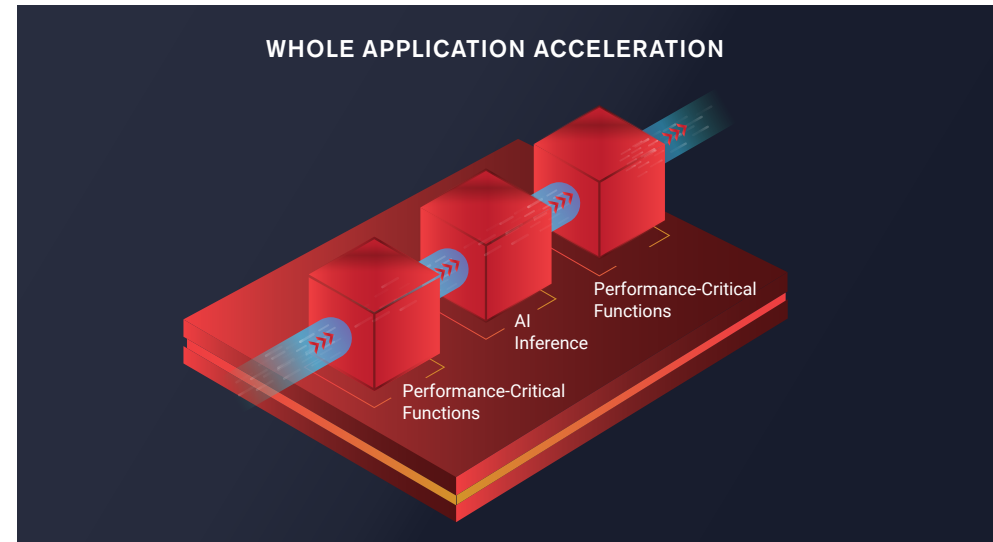 WHOLE APPLICATION ACCELERATION
Performance-Critical
Functions
AI
Inference
Performance-Critical
Functions